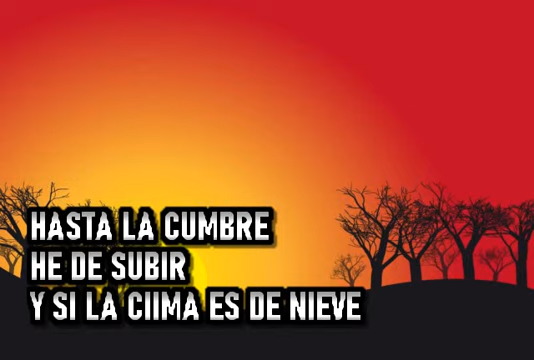 HASTA LA CUMBRE
HE DE SUBIR
Y SI LA CIIMA ES DE NIEVE